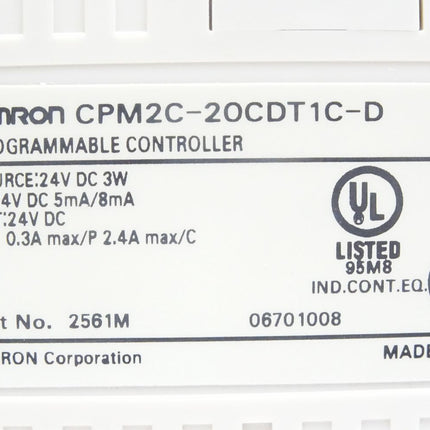 mRon CPM2C-20CDT1C-D
OGRAMMABLE CONTROLLER
URCE:24V DC 3W
4V DC 5mA/8mA
T:24V DC
0.3A max/P 2.4A max/C
UL
LISTED
95M8
IND.CONT.EQ.
t No. 2561M 06701008
RON Corporation MADE